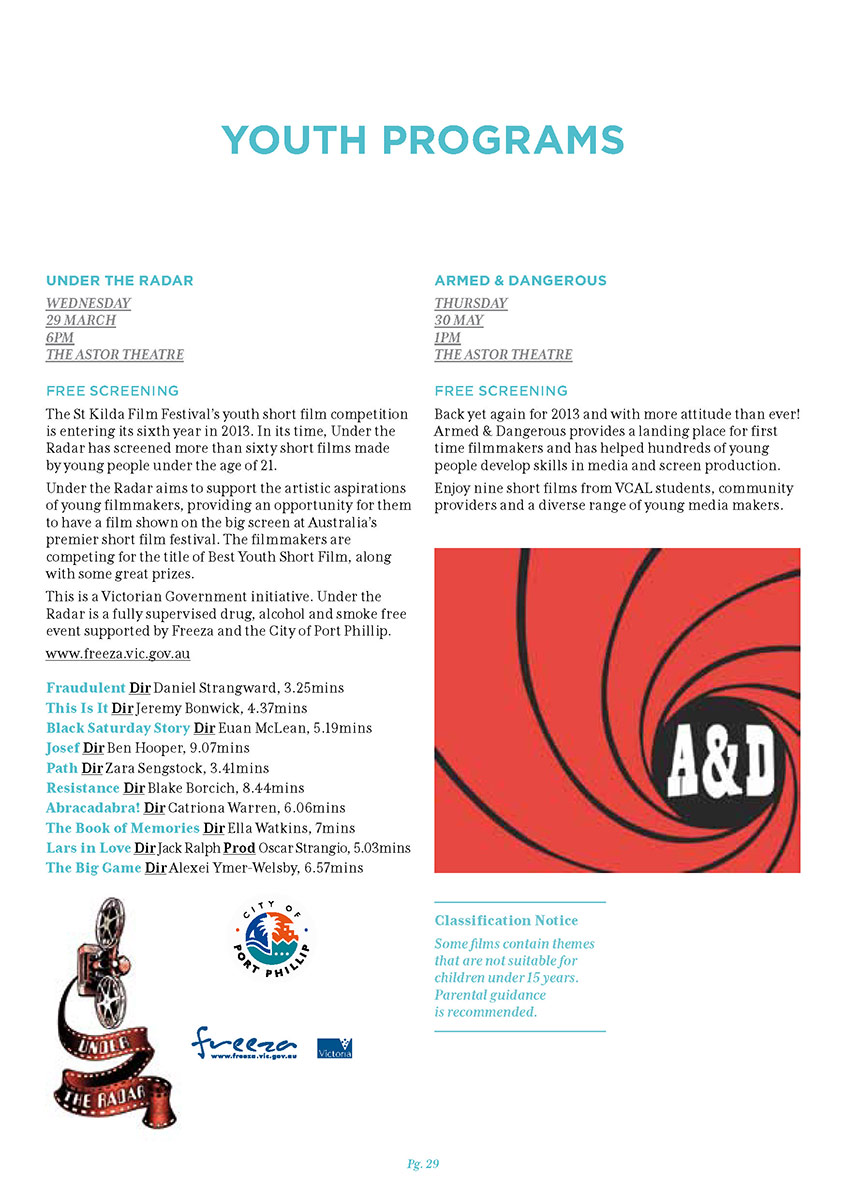 YOUTH PROGRAMS
UNDER THE RADAR
WEDNESDAY
29 MARCH
6PM
THE ASTOR THEATRE
FREE SCREENING
The St Kilda Film Festival's youth short film competition
is entering its sixth year in 2013. In its time, Under the
Radar has screened more than sixty short films made
by young people under the age of 21.
Under the Radar aims to support the artistic aspirations
of young filmmakers, providing an opportunity for them
to have a film shown on the big screen at Australia's
premier short film festival. The filmmakers are
competing for the title of Best Youth Short Film, along
with some great prizes.
This is a Victorian Government initiative. Under the
Radar is a fully supervised drug, alcohol and smoke free
event supported by Freeza and the City of Port Phillip.
www.freeza.vic.gov.au
Fraudulent Dir Daniel Strangward, 3.25mins
This Is It Dir Jeremy Bonwick, 4.37mins
Black Saturday Story Dir Euan McLean, 5.19mins
Josef Dir Ben Hooper, 9.07mins
Path Dir Zara Sengstock, 3.41mins
Resistance Dir Blake Borcich, 8.44mins
Abracadabra! Dir Catriona Warren, 6.06mins
The Book of Memories Dir Ella Watkins, 7mins
Lars in Love Dir Jack Ralph Prod Oscar Strangio, 5.03mins
The Big Game Dir Alexei Ymer-Welsby, 6.57mins
UNDER
THE RADAR
CITY OF
PORT PHILLIP
freeza
www.freeza.vic.gov.au
Victoria
ARMED & DANGEROUS
THURSDAY
30 MAY
1PM
THE ASTOR THEATRE
FREE SCREENING
Back yet again for 2013 and with more attitude than ever!
Armed & Dangerous provides a landing place for first
time filmmakers and has helped hundreds of young
people develop skills in media and screen production.
Enjoy nine short films from VCAL students, community
providers and a diverse range of young media makers.
A&D
Classification Notice
Some films contain themes
that are not suitable for
children under 15 years.
Parental guidance
is recommended.
Pg. 29